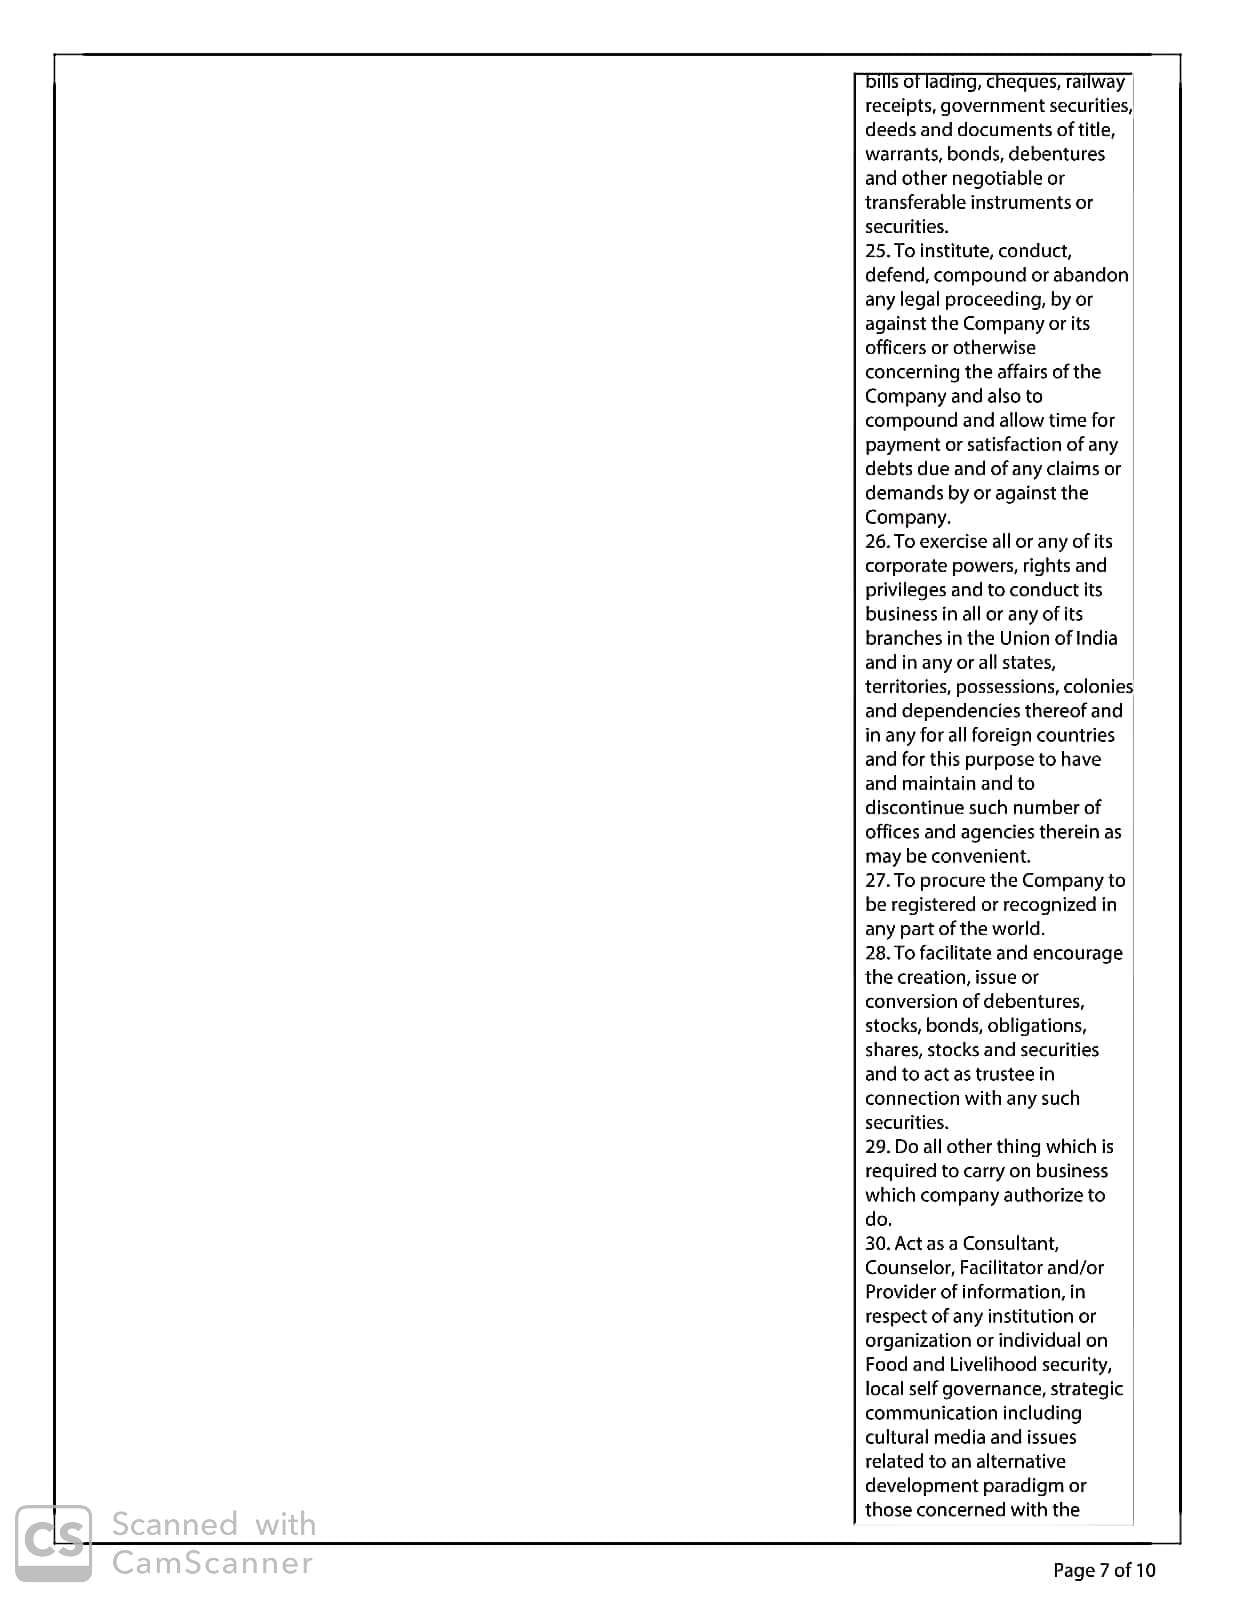 bills of lading, cheques, railway
receipts, government securities,
deeds and documents of title,
warrants, bonds, debentures
and other negotiable or
transferable instruments or
securities.
25. To institute, conduct,
defend, compound or abandon
any legal proceeding, by or
against the Company or its
officers or otherwise
concerning the affairs of the
Company and also to
compound and allow time for
payment or satisfaction of any
debts due and of any claims or
demands by or against the
Company.
26. To exercise all or any of its
corporate powers, rights and
privileges and to conduct its
business in all or any of its
branches in the Union of India
and in any or all states,
territories, possessions, colonies
and dependencies thereof and
in any for all foreign countries
and for this purpose to have
and maintain and to
discontinue such number of
offices and agencies therein as
may be convenient.
27. To procure the Company to
be registered or recognized in
any part of the world.
28. To facilitate and encourage
the creation, issue or
conversion of debentures,
stocks, bonds, obligations,
shares, stocks and securities
and to act as trustee in
connection with any such
securities.
29. Do all other thing which is
required to carry on business
which company authorize to
do.
30. Act as a Consultant,
Counselor, Facilitator and/or
Provider of information, in
respect of any institution or
organization or individual on
Food and Livelihood security,
local self governance, strategic
communication including
cultural media and issues
related to an alternative
development paradigm or
those concerned with the
CS
Scanned with
CamScanner
Page 7 of 10